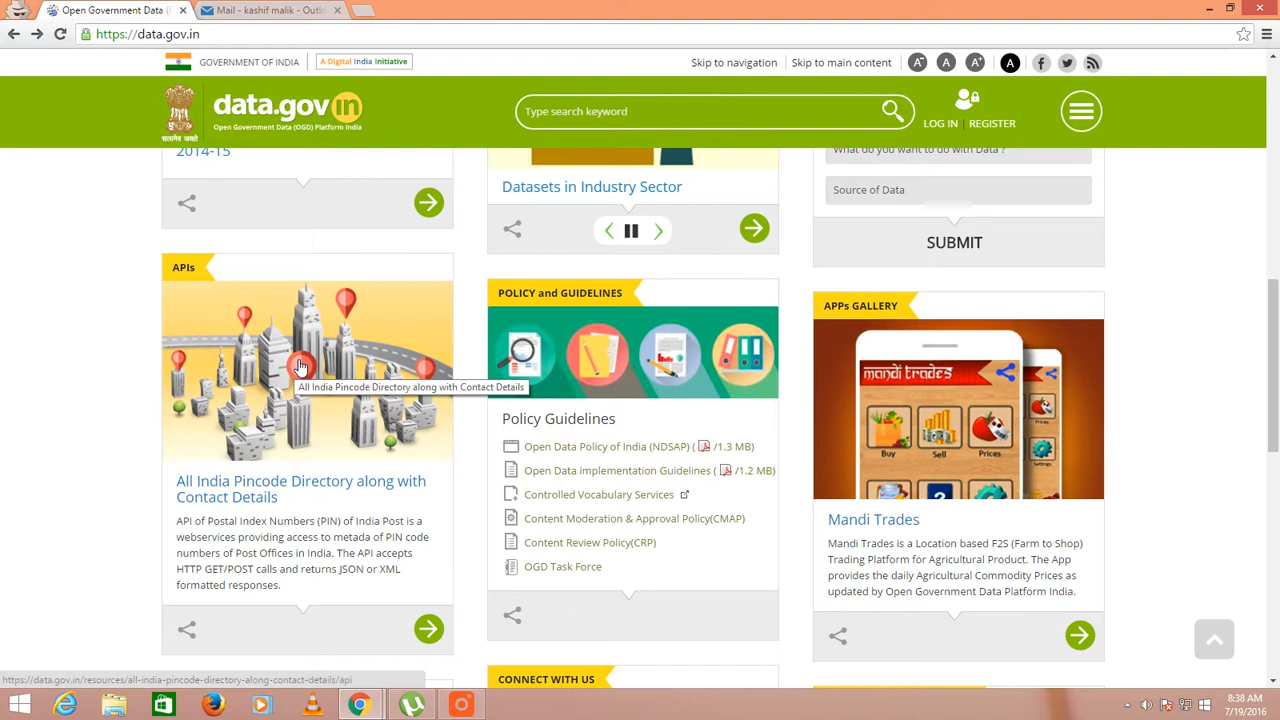 Open Government Data (
Mail - kashif malik - Outlo
https://data.gov.in
GOVERNMENT OF INDIA
A Digital India Initiative
Skip to navigation
Skip to main content
A-
A
A+
A
सत्यमेव जयते
data.gov in
Open Government Data (OGD) Platform India
Type search keyword
LOG IN | REGISTER
2014-15
APIs
All India Pincode Directory along with Contact Details
All India Pincode Directory along with
Contact Details
API of Postal Index Numbers (PIN) of India Post is a
webservices providing access to metada of PIN code
numbers of Post Offices in India. The API accepts
HTTP GET/POST calls and returns JSON or XML
formatted responses.
Datasets in Industry Sector
POLICY and GUIDELINES
Policy Guidelines
Open Data Policy of India (NDSAP) ( /1.3 MB)
Open Data implementation Guidelines ( /1.2 MB)
Controlled Vocabulary Services
Content Moderation & Approval Policy(CMAP)
Content Review Policy(CRP)
OGD Task Force
CONNECT WITH US
What do you want to do with Data ?
Source of Data
SUBMIT
APPs GALLERY
mandi TRADES
Buy
Sell
Prices
Settings
Mandi Trades
Mandi Trades is a Location based F2S (Farm to Shop)
Trading Platform for Agricultural Product. The App
provides the daily Agricultural Commodity Prices as
updated by Open Government Data Platform India.
https://data.gov.in/resources/all-india-pincode-directory-along-contact-details/api
8:38 AM
7/19/2016